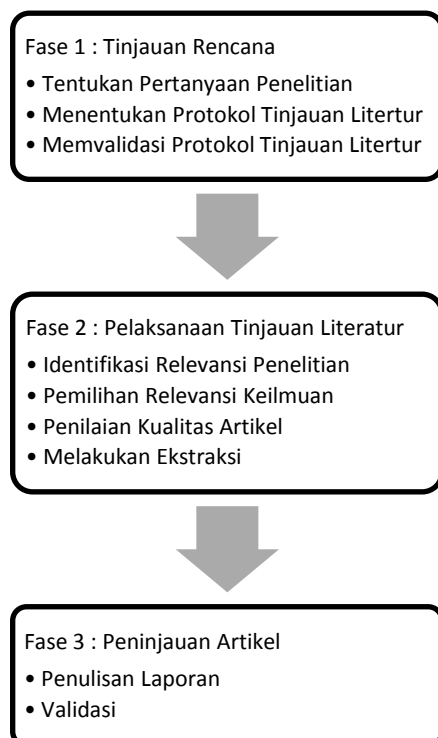 Fase 1 : Tinjauan Rencana
• Tentukan Pertanyaan Penelitian
• Menentukan Protokol Tinjauan Litertur
• Memvalidasi Protokol Tinjauan Litertur
Fase 2 : Pelaksanaan Tinjauan Literatur
• Identifikasi Relevansi Penelitian
• Pemilihan Relevansi Keilmuan
• Penilaian Kualitas Artikel
• Melakukan Ekstraksi
Fase 3 : Peninjauan Artikel
• Penulisan Laporan
• Validasi